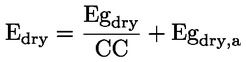 E_dry = Eg_dry / CC + Eg_dry,a